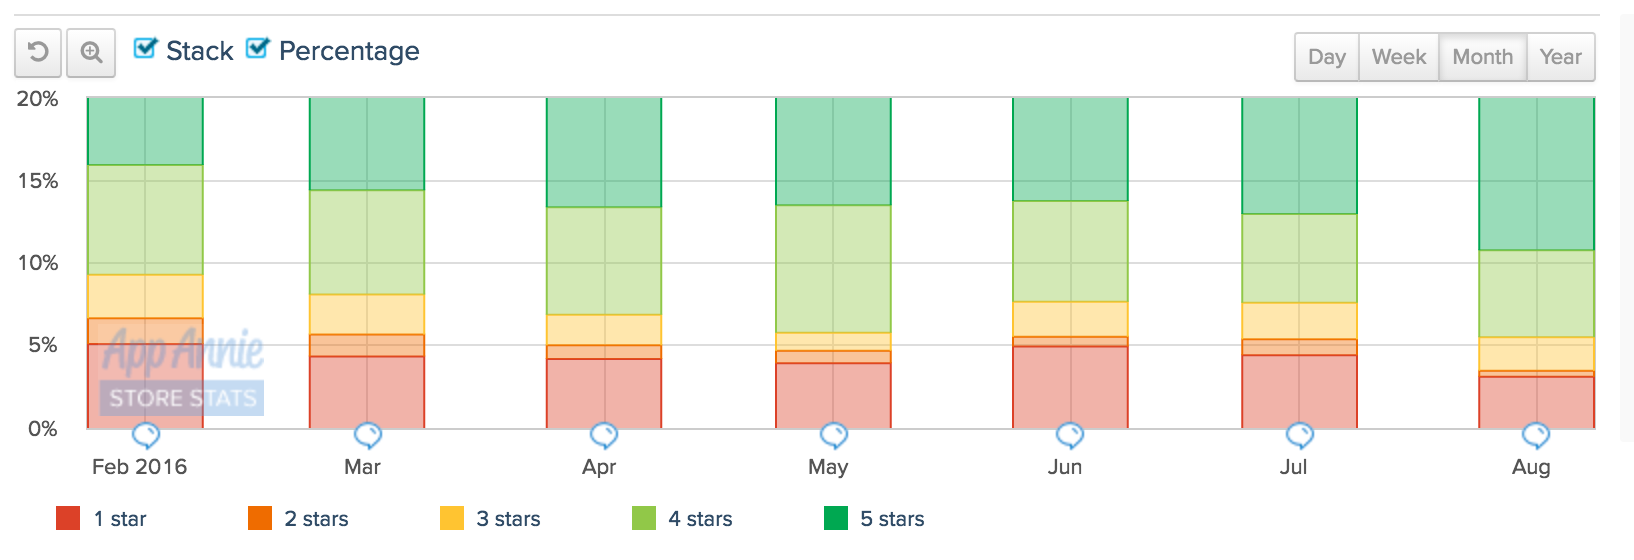 Stack Percentage
Day Week Month Year
20%
15%
10%
5%
0%
App Annie
STORE STATS
Feb 2016 Mar Apr May Jun Jul Aug
1 star 2 stars 3 stars 4 stars 5 stars